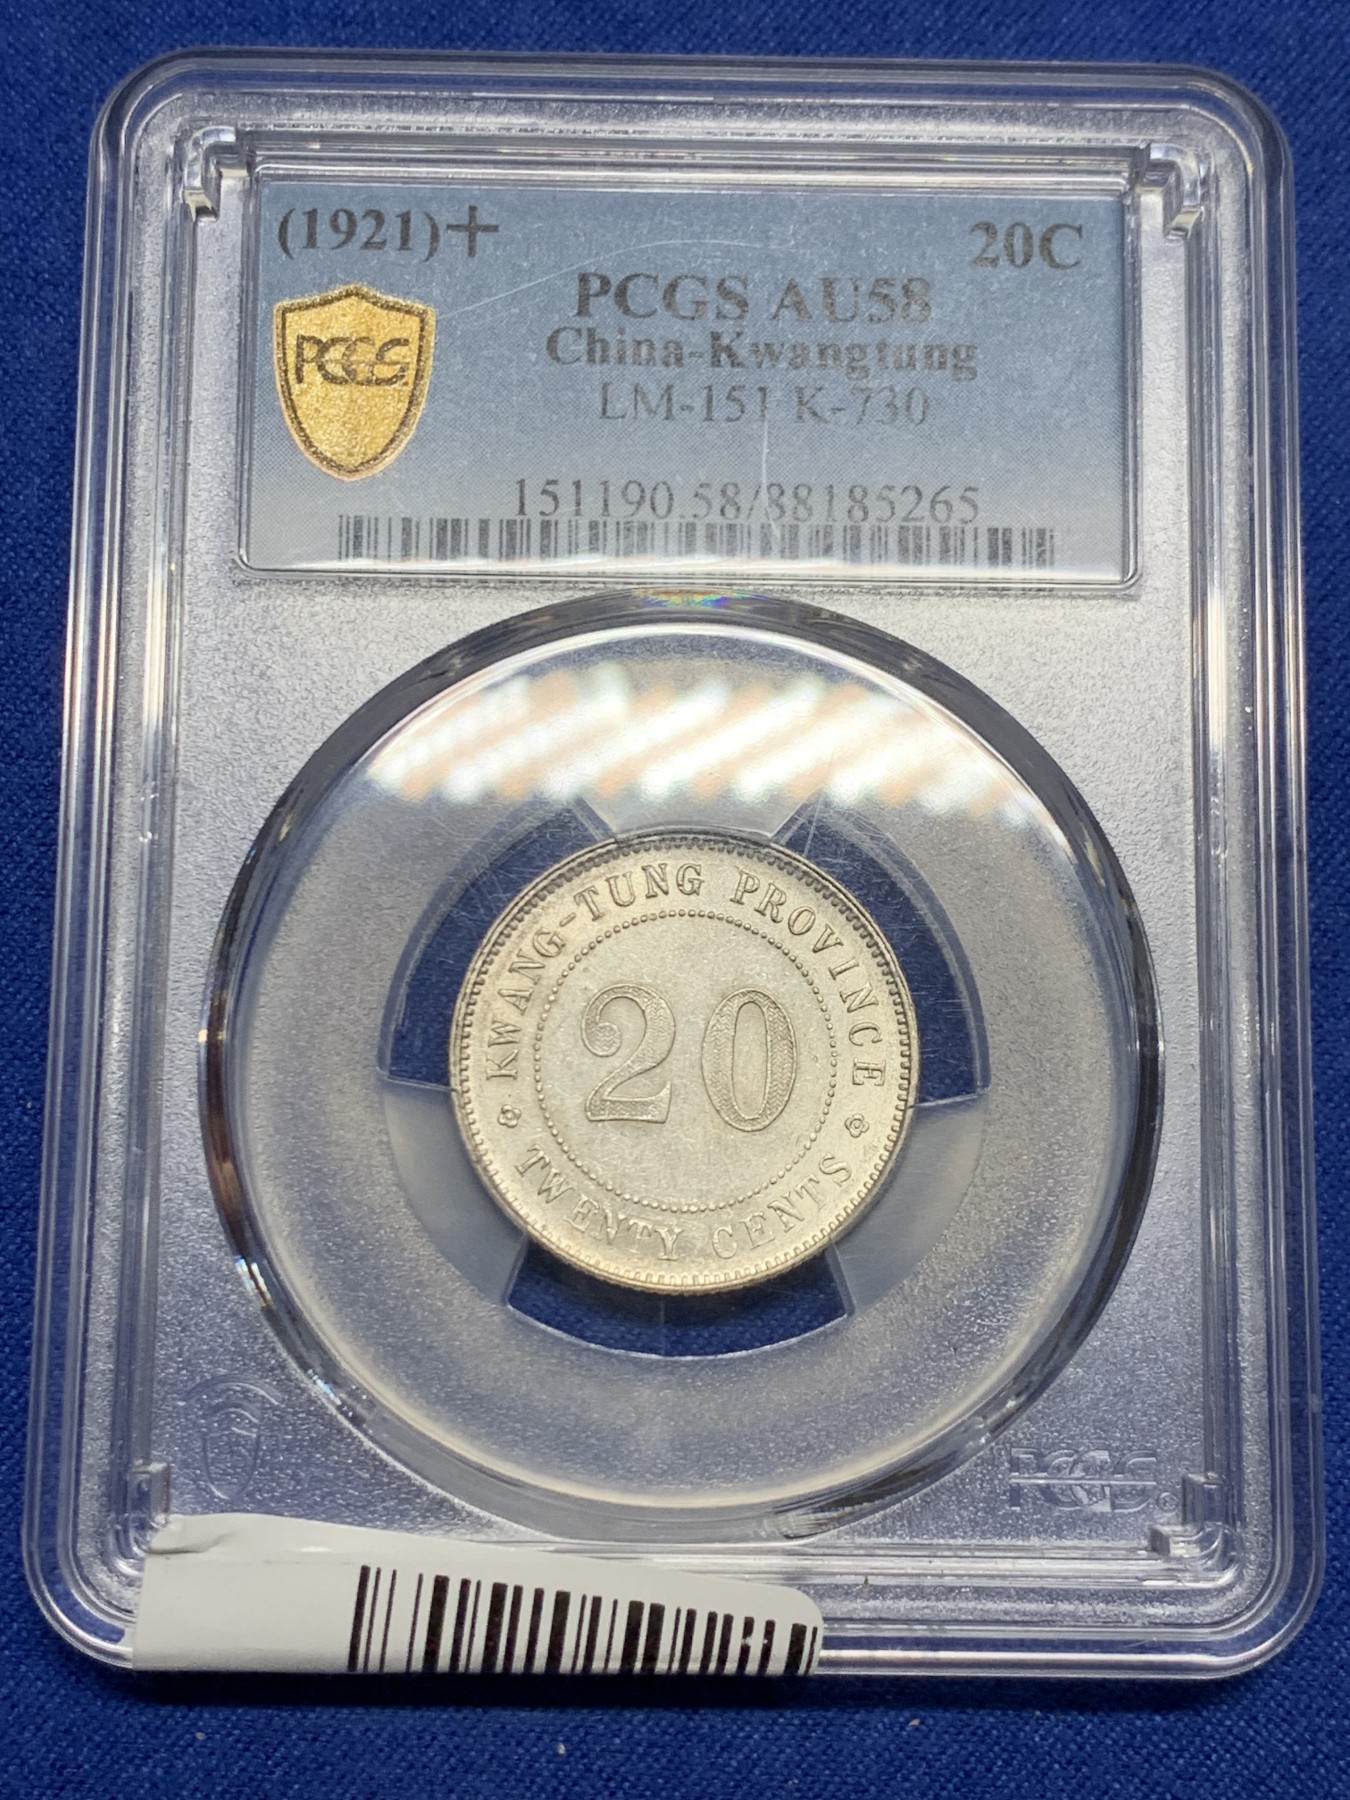 (1921)+ 20C
PCGS AU58
China-Kwangtung
LM-151 K-730
151190.58/88185265
PCGS
KWANG-TUNG PROVINCE
20
TWENTY CENTS
PCGS®